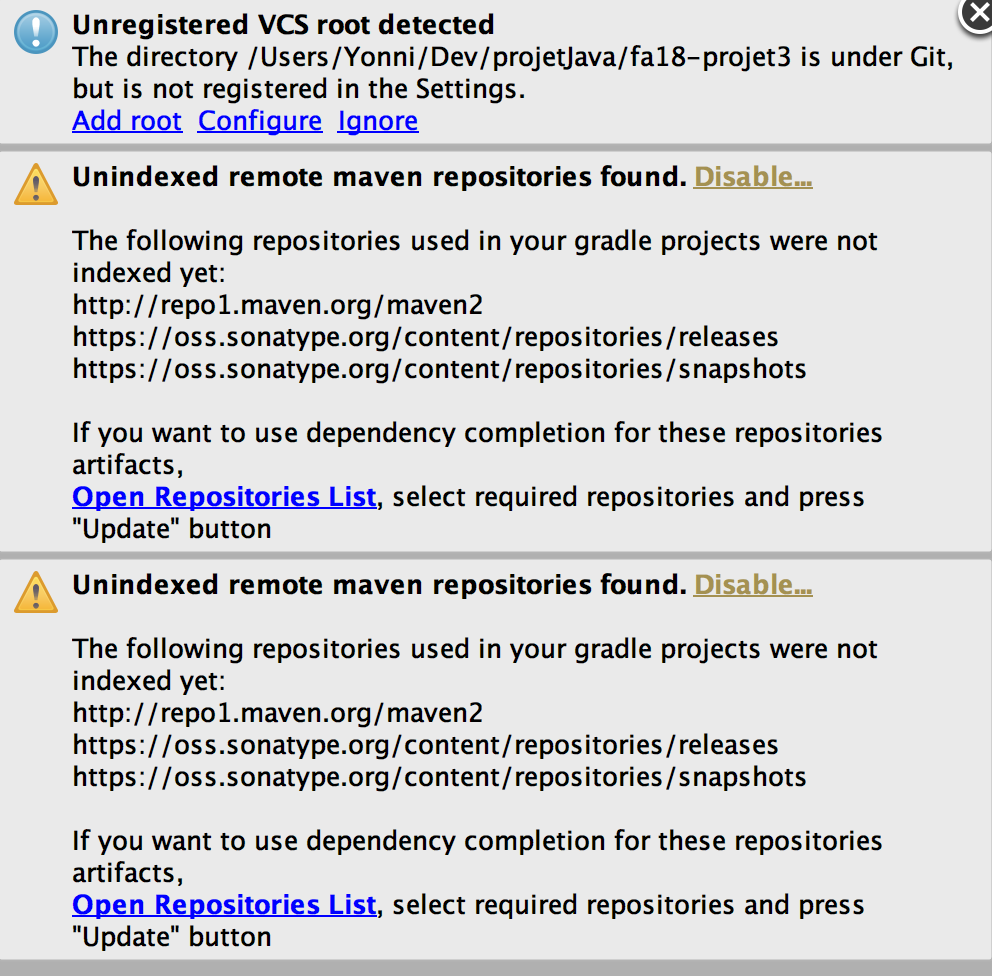 Unregistered VCS root detected
The directory /Users/Yonni/Dev/projetJava/fa18-projet3 is under Git,
but is not registered in the Settings.
Add root Configure Ignore
Unindexed remote maven repositories found. Disable...
The following repositories used in your gradle projects were not
indexed yet:
http://repo1.maven.org/maven2
https://oss.sonatype.org/content/repositories/releases
https://oss.sonatype.org/content/repositories/snapshots
If you want to use dependency completion for these repositories
artifacts,
Open Repositories List, select required repositories and press
"Update" button
Unindexed remote maven repositories found. Disable...
The following repositories used in your gradle projects were not
indexed yet:
http://repo1.maven.org/maven2
https://oss.sonatype.org/content/repositories/releases
https://oss.sonatype.org/content/repositories/snapshots
If you want to use dependency completion for these repositories
artifacts,
Open Repositories List, select required repositories and press
"Update" button